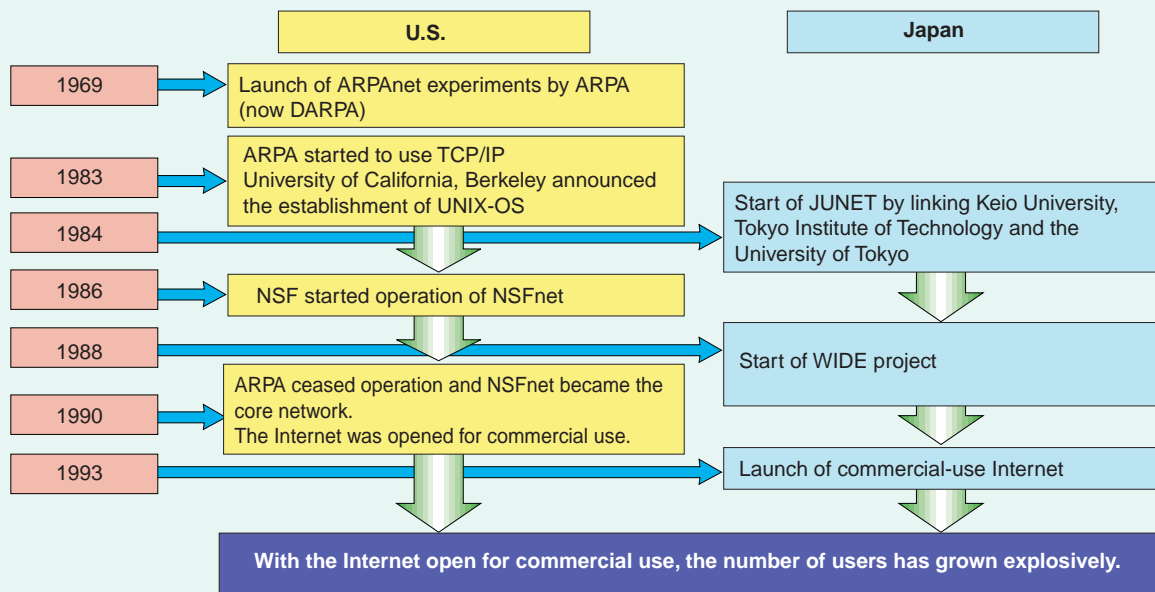 U.S.
Japan
1969
Launch of ARPAnet experiments by ARPA
(now DARPA)
1983
ARPA started to use TCP/IP
University of California, Berkeley announced
the establishment of UNIX-OS
1984
Start of JUNET by linking Keio University,
Tokyo Institute of Technology and the
University of Tokyo
1986
NSF started operation of NSFnet
1988
Start of WIDE project
1990
ARPA ceased operation and NSFnet became the
core network.
The Internet was opened for commercial use.
1993
Launch of commercial-use Internet
With the Internet open for commercial use, the number of users has grown explosively.